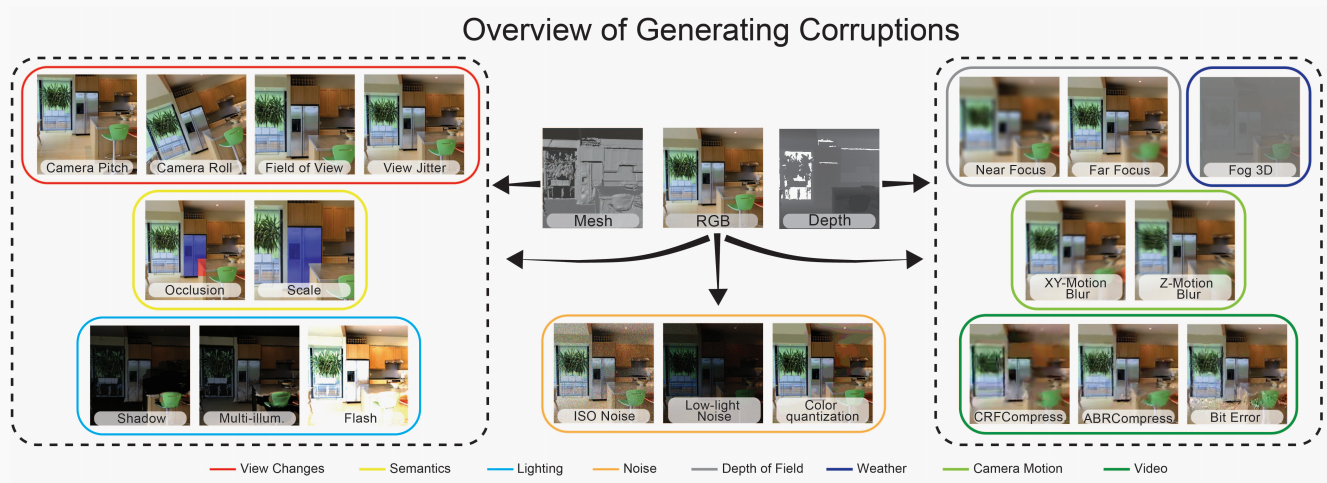 Overview of Generating Corruptions
Camera Pitch
Camera Roll
Field of View
View Jitter
Occlusion
Scale
Shadow
Multi-illum.
Flash
Mesh
RGB
Depth
ISO Noise
Low-light
Noise
Color
quantization
Near Focus
Far Focus
Fog 3D
XY-Motion
Blur
Z-Motion
Blur
CRFCompress
ABRCompress
Bit Error
View Changes
Semantics
Lighting
Noise
Depth of Field
Weather
Camera Motion
Video